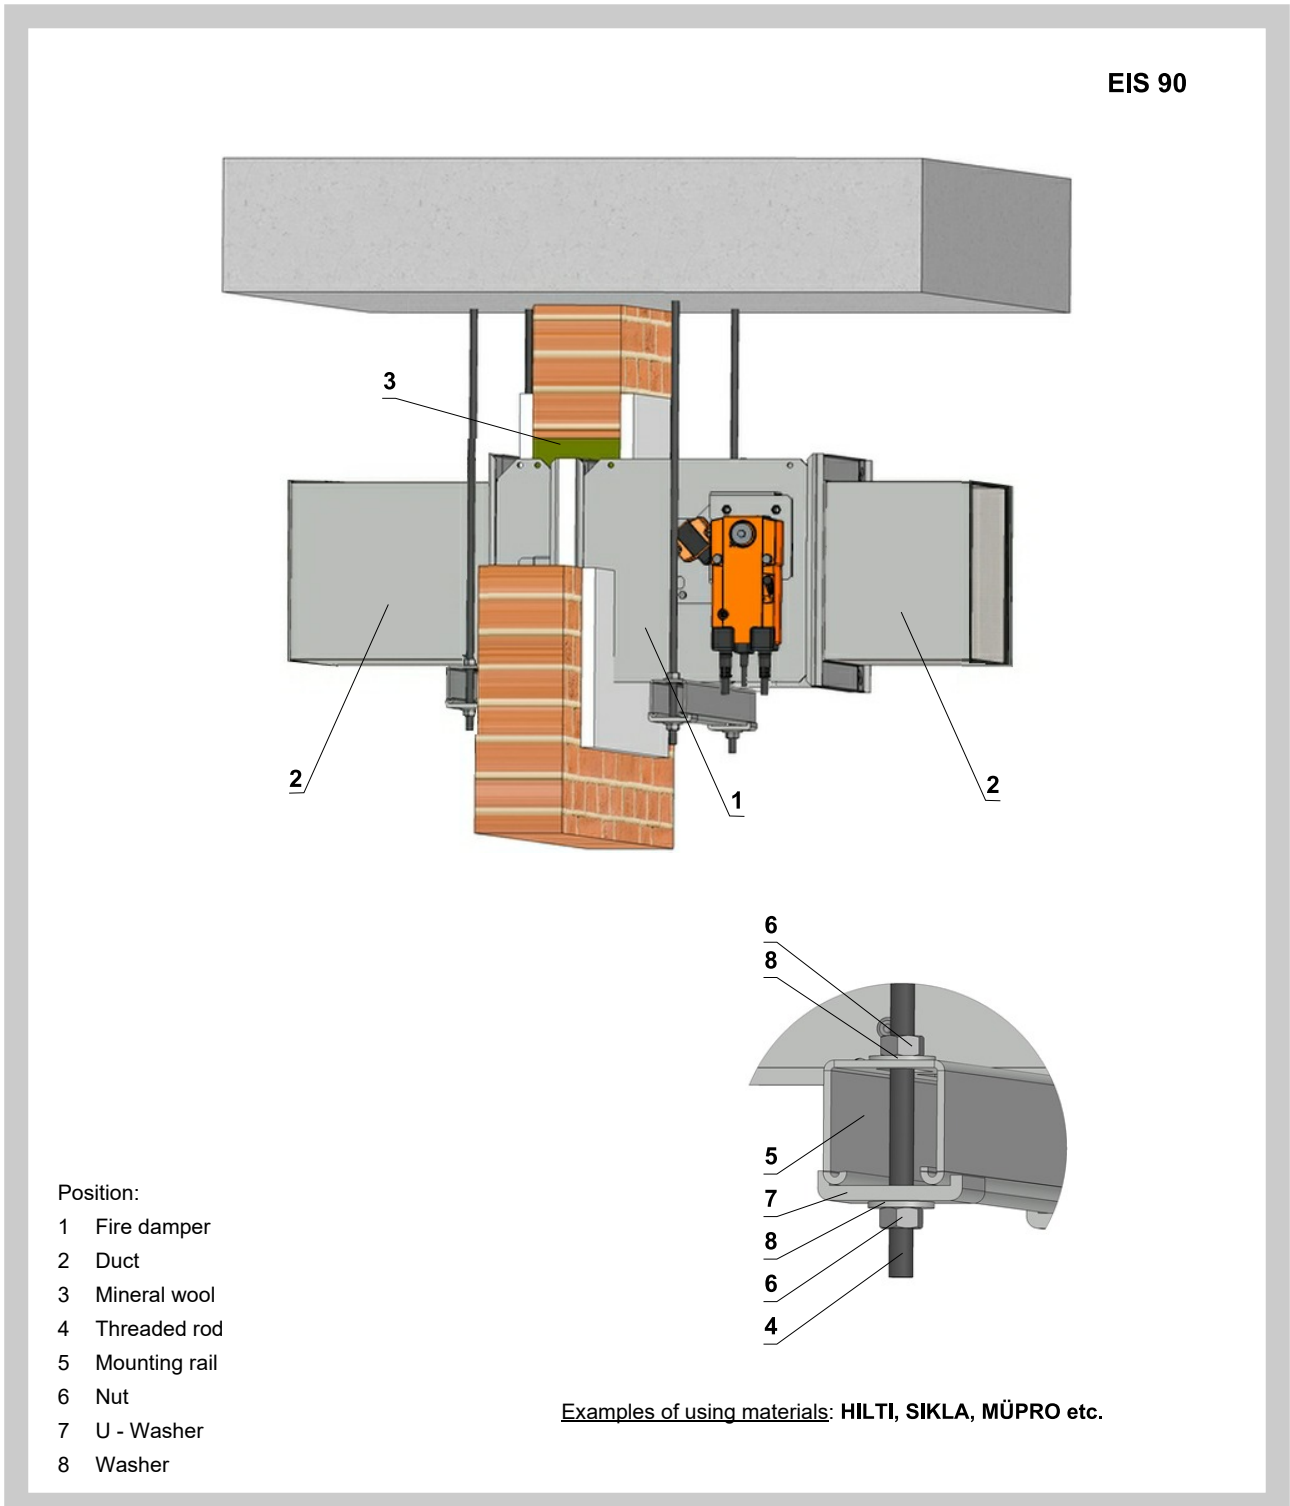 EIS 90
3
2
1
2
6
8
5
7
8
6
4
Position:
1 Fire damper
2 Duct
3 Mineral wool
4 Threaded rod
5 Mounting rail
6 Nut
7 U - Washer
8 Washer
Examples of using materials: HILTI, SIKLA, MÜPRO etc.